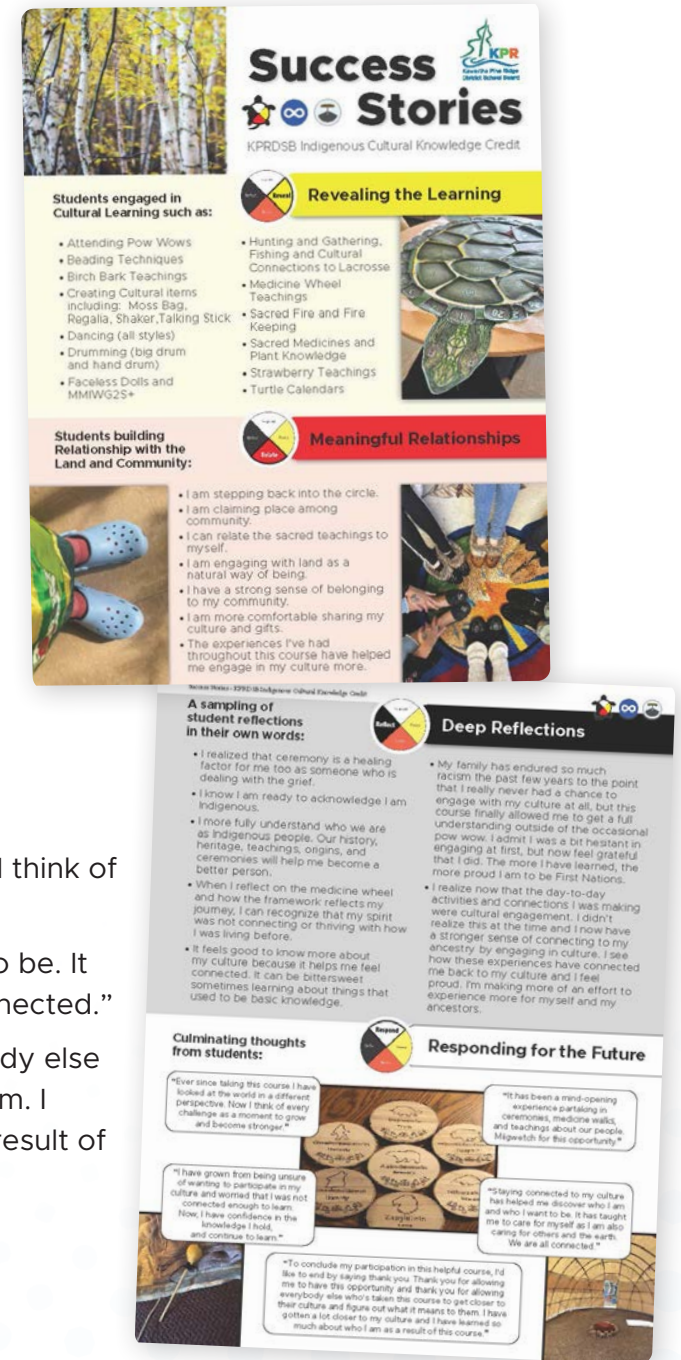 Success
Stories
KPR
Kawartha Pine Ridge
District School Board
KPRDSB Indigenous Cultural Knowledge Credit
Students engaged in
Cultural Learning such as:
Reveal
Revealing the Learning
• Attending Pow Wows
• Beading Techniques
• Birch Bark Teachings
• Creating Cultural items
including: Moss Bag,
Regalia, Shaker,Talking Stick
• Dancing (all styles)
• Drumming (big drum
and hand drum)
• Faceless Dolls and
MMIWG2S+
• Hunting and Gathering,
Fishing and Cultural
Connections to Lacrosse
• Medicine Wheel
Teachings
• Sacred Fire and Fire
Keeping
• Sacred Medicines and
Plant Knowledge
• Strawberry Teachings
• Turtle Calendars
Students building
Relationship with the
Land and Community:
Relate
Meaningful Relationships
• I am stepping back into the circle.
• I am claiming place among
community.
• I can relate the sacred teachings to
myself.
• I am engaging with land as a
natural way of being.
• I have a strong sense of belonging
to my community.
• I am more comfortable sharing my
culture and gifts.
• The experiences I've had
throughout this course have helped
me engage in my culture more.
Success Stories - KPRDSB Indigenous Cultural Knowledge Credit
A sampling of
student reflections
in their own words:
Reflect
Deep Reflections
• I realized that ceremony is a healing
factor for me too as someone who is
dealing with the grief.
• I know I am ready to acknowledge I am
Indigenous.
• I more fully understand who we are
as Indigenous people. Our history,
heritage, teachings, origins, and
ceremonies will help me become a
better person.
• When I reflect on the medicine wheel
and how the framework reflects my
journey, I can recognize that my spirit
was not connecting or thriving with how
I was living before.
• It feels good to know more about
my culture because it helps me feel
connected. It can be bittersweet
sometimes learning about things that
used to be basic knowledge.
• My family has endured so much
racism the past few years to the point
that I really never had a chance to
engage with my culture at all, but this
course finally allowed me to get a full
understanding outside of the occasional
pow wow. I admit I was a bit hesitant in
engaging at first, but now feel grateful
that I did. The more I have learned, the
more proud I am to be First Nations.
• I realize now that the day-to-day
activities and connections I was making
were cultural engagement. I didn't
realize this at the time and I now have
a stronger sense of connecting to my
ancestry by engaging in culture. I see
how these experiences have connected
me back to my culture and I feel
proud. I'm making more of an effort to
experience more for myself and my
ancestors.
Culminating thoughts
from students:
Respond
Responding for the Future
"Ever since taking this course I have
looked at the world in a different
perspective. Now I think of every
challenge as a moment to grow
and become stronger."
"It has been a mind-opening
experience partaking in
ceremonies, medicine walks,
and teachings about our people.
Miigwetch for this opportunity."
"I have grown from being unsure
of wanting to participate in my
culture and worried that I was not
connected enough to learn.
Now, I have confidence in the
knowledge I hold,
and continue to learn."
"Staying connected to my culture
has helped me discover who I am
and who I want to be. It has taught
me to care for myself as I am also
caring for others and the earth.
We are all connected."
"To conclude my participation in this helpful course, I'd
like to end by saying thank you. Thank you for allowing
me to have this opportunity and thank you for allowing
everybody else who's taken this course to get closer to
their culture and figure out what it means to them. I have
gotten a lot closer to my culture and I have learned so
much about who I am as a result of this course."
I think of
o be. It
nected.”
dy else
m. I
result of